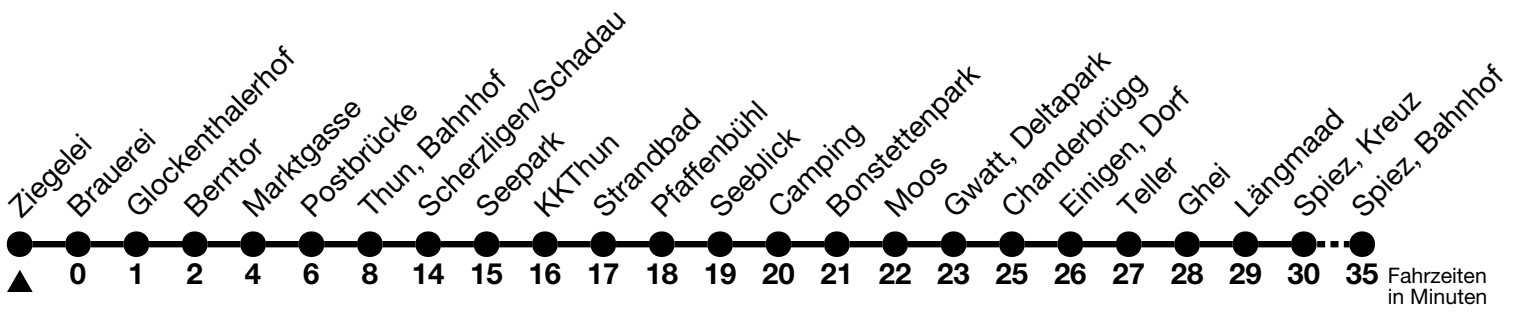 Ziegelei
Brauerei
Glockenthalerhof
Berntor
Marktgasse
Postbrücke
Thun, Bahnhof
Scherzligen/Schadau
Seepark
KKThun
Strandbad
Pfaffenbühl
Seeblick
Camping
Bonstettenpark
Moos
Gwatt, Deltapark
Chanderbrügg
Einigen, Dorf
Teller
Ghei
Längmaad
Spiez, Kreuz
Spiez, Bahnhof
0 1 2 4 6 8 14 15 16 17 18 19 20 21 22 23 25 26 27 28 29 30 35
Fahrzeiten
in Minuten